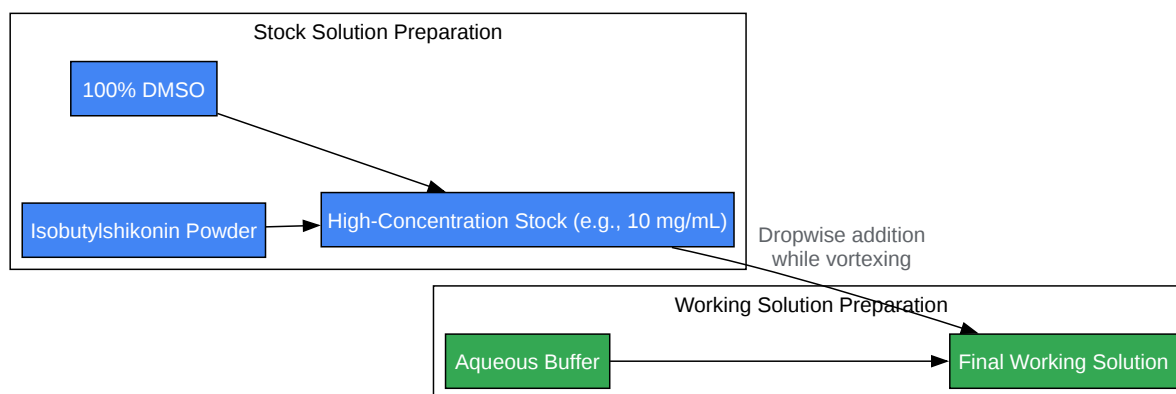 Stock Solution Preparation
100% DMSO
Isobutylshikonin Powder
High-Concentration Stock (e.g., 10 mg/mL)
Dropwise addition
while vortexing
Working Solution Preparation
Aqueous Buffer
Final Working Solution